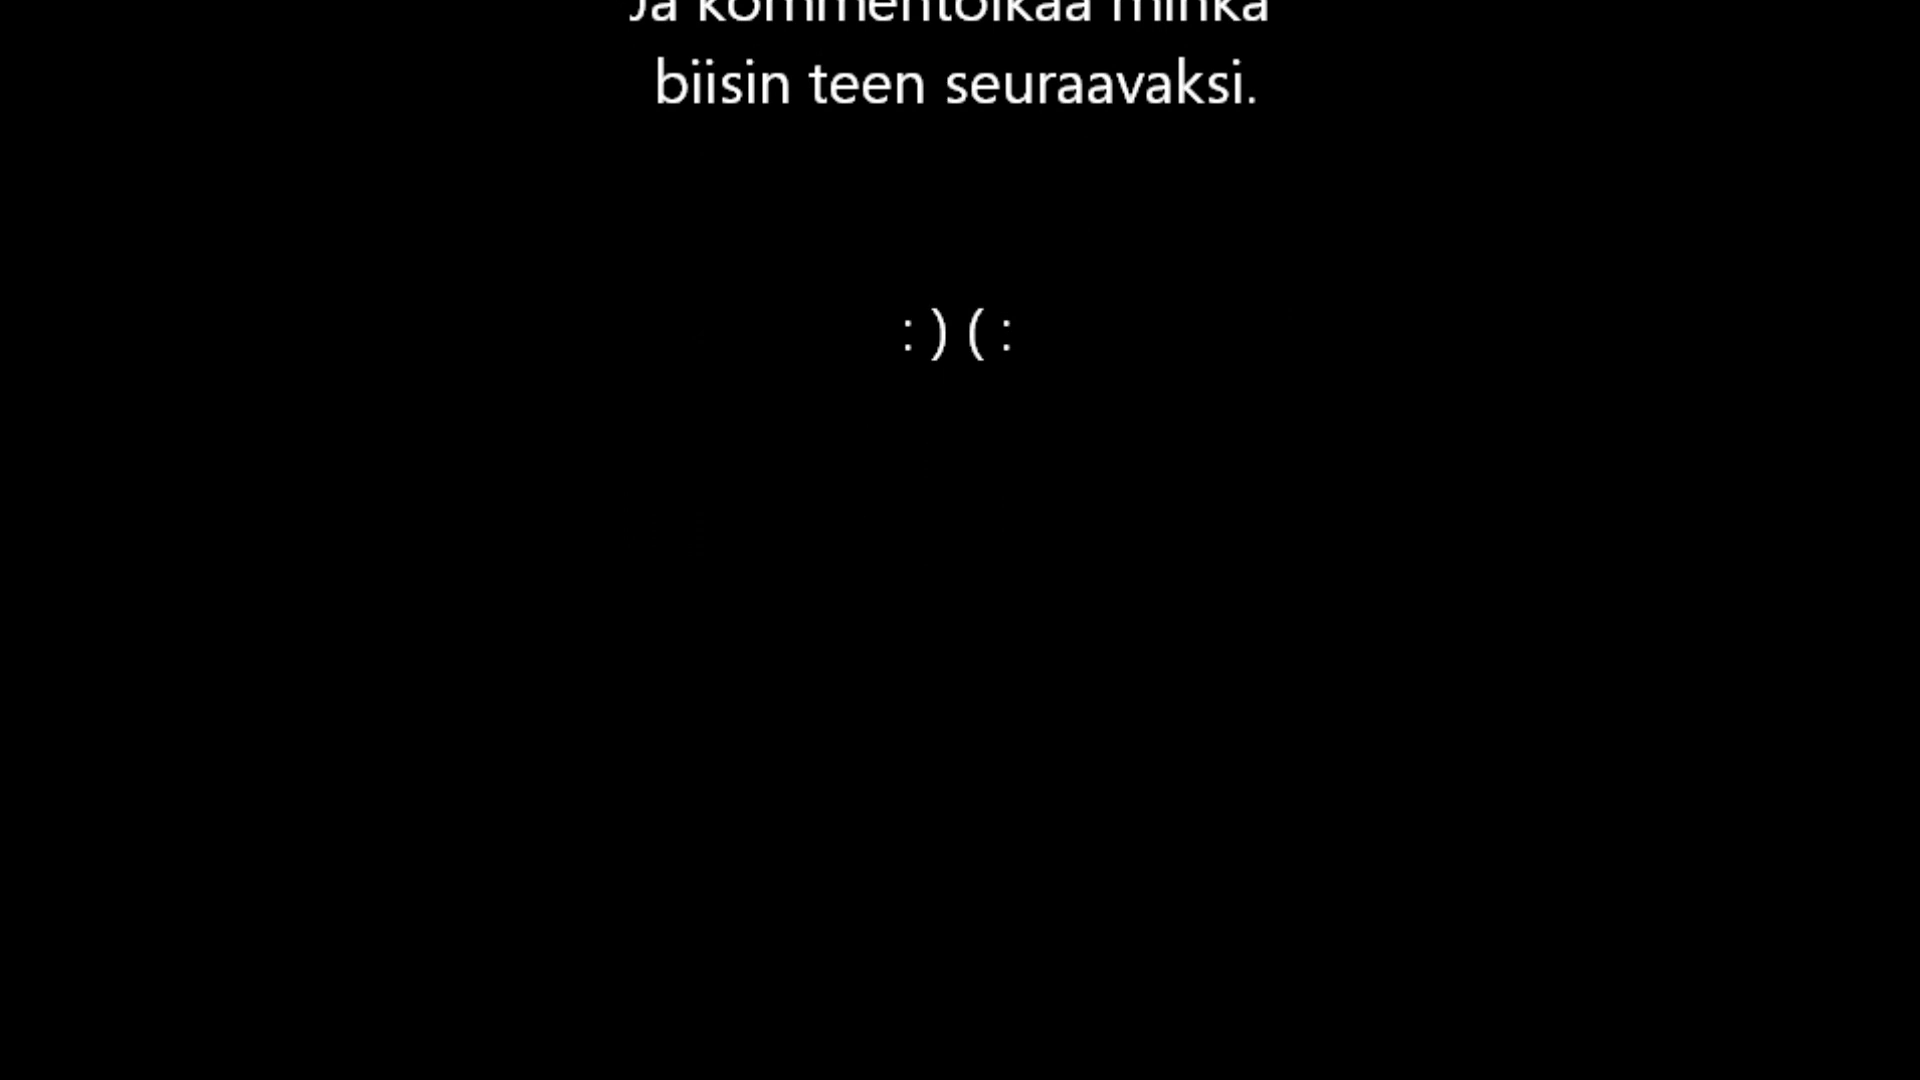 Ja kommentoikaa minkä
biisin teen seuraavaksi.
: ) ( :